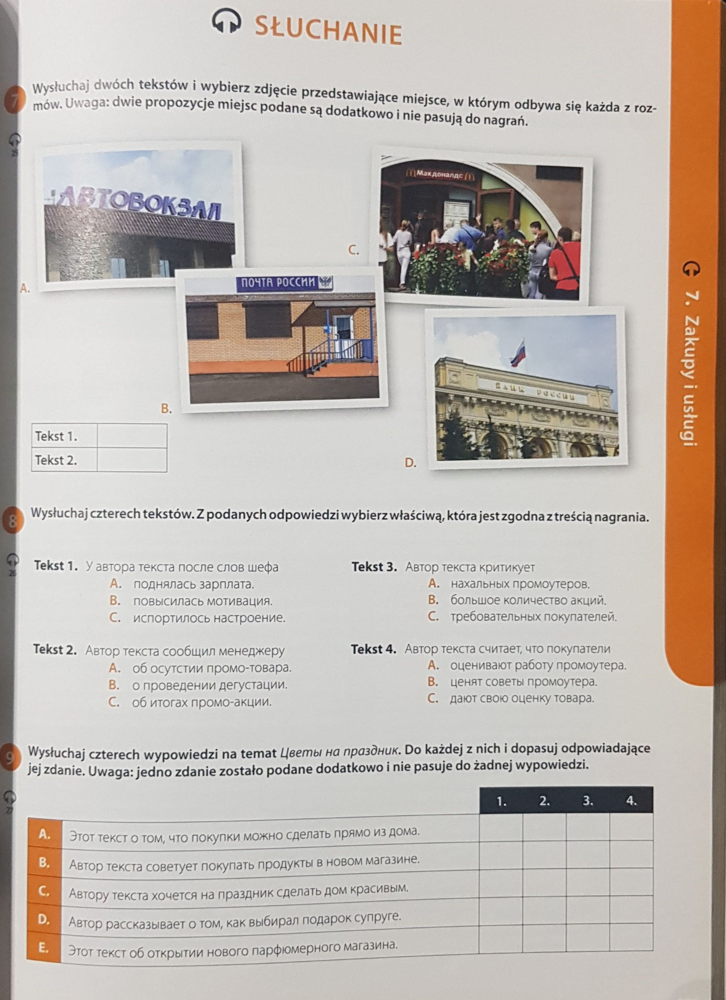 SŁUCHANIE
7
Wysłuchaj dwóch tekstów i wybierz zdjęcie przedstawiające miejsce, w którym odbywa się każda z roz-
mów. Uwaga: dwie propozycje miejsc podane są dodatkowo i nie pasują do nagrań.
25
АВТОВОКЗАЛ
A.
Макдоналдс
C.
ПОЧТА РОССИИ
B.
БАНК РОССИИ
D.
Tekst 1.
Tekst 2.
7. Zakupy i usługi
8
Wysłuchaj czterech tekstów. Z podanych odpowiedzi wybierz właściwą, która jest zgodna z treścią nagrania.
26
Tekst 1. У автора текста после слов шефа
A. поднялась зарплата.
B. повысилась мотивация.
C. испортилось настроение.
Tekst 2. Автор текста сообщил менеджеру
A. об осутстии промо-товара.
B. о проведении дегустации.
C. об итогах промо-акции.
Tekst 3. Автор текста критикует
A. нахальных промоутеров.
B. большое количество акций.
C. требовательных покупателей.
Tekst 4. Автор текста считает, что покупатели
A. оценивают работу промоутера.
B. ценят советы промоутера.
C. дают свою оценку товара.
9
Wysłuchaj czterech wypowiedzi na temat Цветы на праздник. Do każdej z nich i dopasuj odpowiadające
jej zdanie. Uwaga: jedno zdanie zostało podane dodatkowo i nie pasuje do żadnej wypowiedzi.
27
1. 2. 3. 4.
A. Этот текст о том, что покупки можно сделать прямо из дома.
B. Автор текста советует покупать продукты в новом магазине.
C. Автору текста хочется на праздник сделать дом красивым.
D. Автор рассказывает о том, как выбирал подарок супруге.
E. Этот текст об открытии нового парфюмерного магазина.